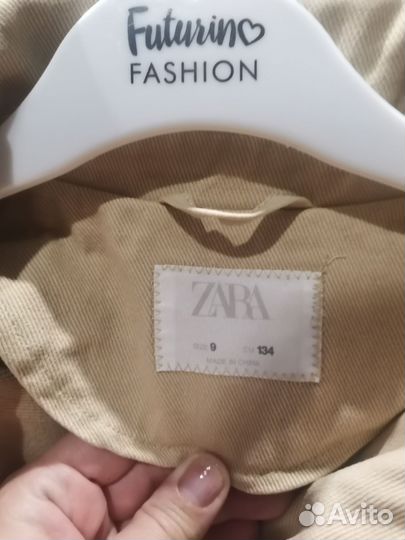 Futurino
FASHION
ZARA
SIZE 9 CM 134
MADE IN CHINA
Avito